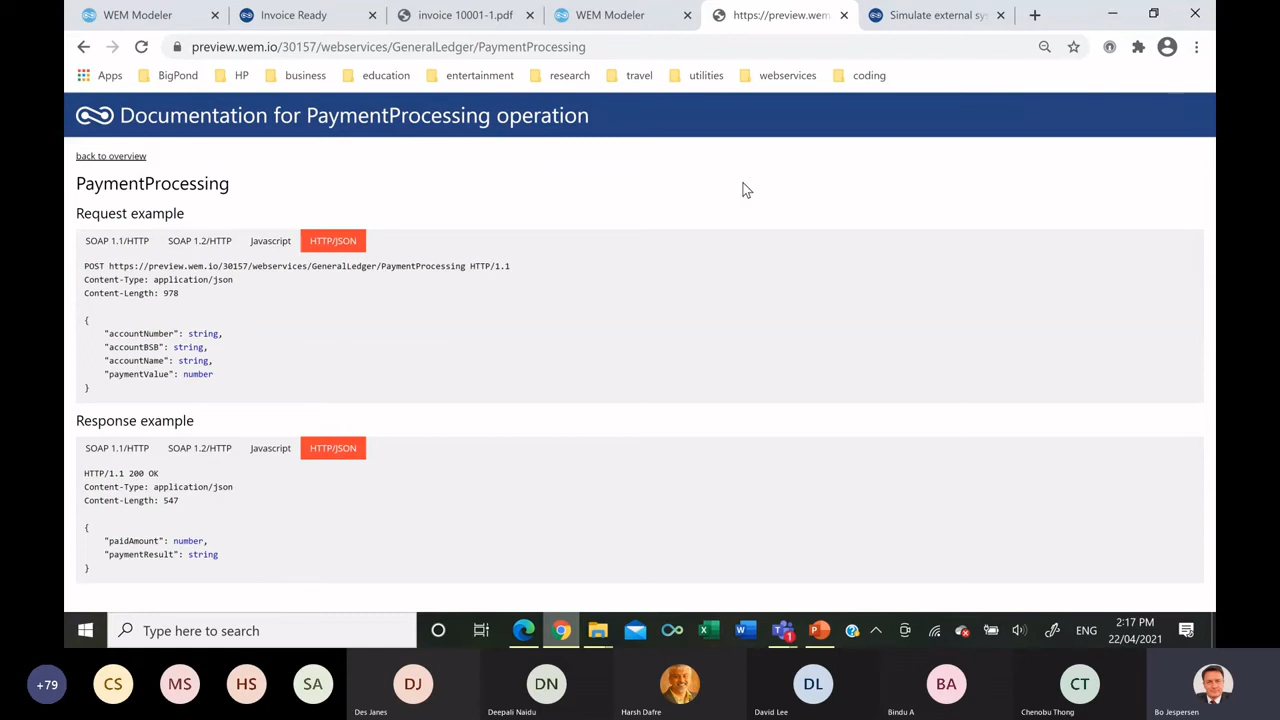 WEM Modeler
Invoice Ready
invoice 10001-1.pdf
WEM Modeler
https://preview.wem
Simulate external sy
preview.wem.io/30157/webservices/GeneralLedger/PaymentProcessing
Apps
BigPond
HP
business
education
entertainment
research
travel
utilities
webservices
coding
Documentation for PaymentProcessing operation
back to overview
PaymentProcessing
Request example
SOAP 1.1/HTTP
SOAP 1.2/HTTP
Javascript
HTTP/JSON
POST https://preview.wem.io/30157/webservices/GeneralLedger/PaymentProcessing HTTP/1.1
Content-Type: application/json
Content-Length: 978
{
"accountNumber": string,
"accountBSB": string,
"accountName": string,
"paymentValue": number
}
Response example
SOAP 1.1/HTTP
SOAP 1.2/HTTP
Javascript
HTTP/JSON
HTTP/1.1 200 OK
Content-Type: application/json
Content-Length: 547
{
"paidAmount": number,
"paymentResult": string
}
Type here to search
1
ENG
2:17 PM
22/04/2021
+79
CS
MS
HS
SA
DJ
Des Janes
DN
Deepali Naidu
Harsh Dafre
DL
David Lee
BA
Bindu A
CT
Chenobu Thong
Bo Jespersen